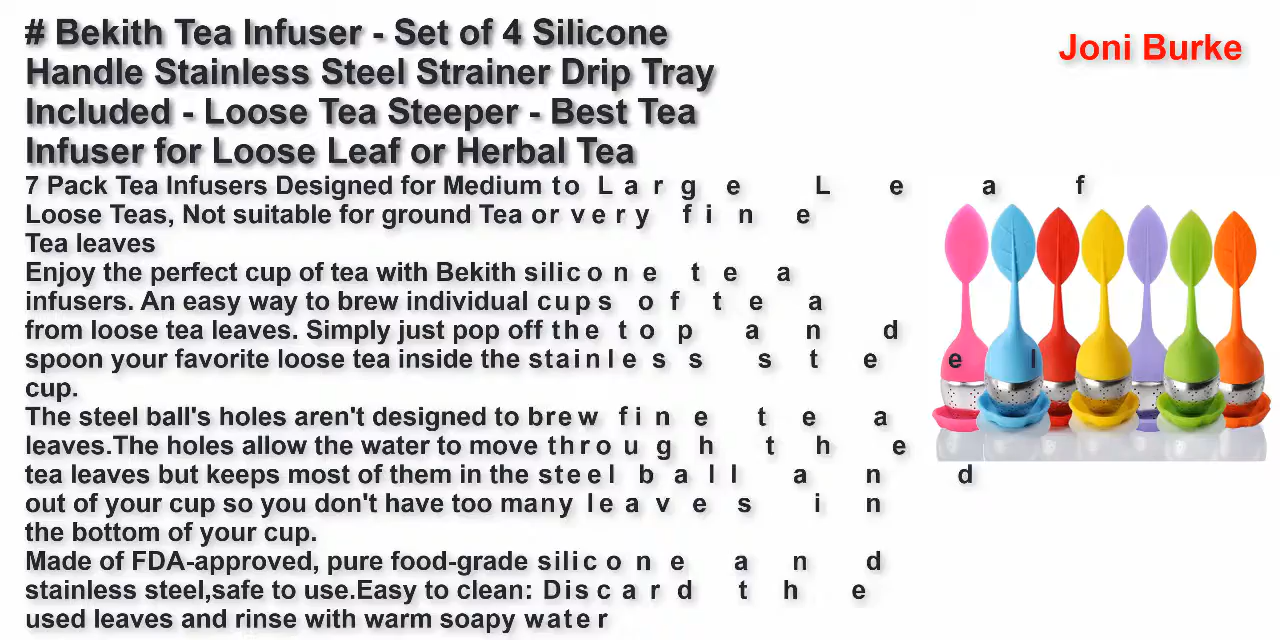 # Bekith Tea Infuser - Set of 4 Silicone
Handle Stainless Steel Strainer Drip Tray
Included - Loose Tea Steeper - Best Tea
Infuser for Loose Leaf or Herbal Tea
Joni Burke
7 Pack Tea Infusers Designed for Medium to Large Leaf
Loose Teas, Not suitable for ground Tea or very fine
Tea leaves
Enjoy the perfect cup of tea with Bekith silicone tea
infusers. An easy way to brew individual cups of tea
from loose tea leaves. Simply just pop off the top and
spoon your favorite loose tea inside the stainless steel
cup.
The steel ball's holes aren't designed to brew fine tea
leaves.The holes allow the water to move through the
tea leaves but keeps most of them in the steel ball and
out of your cup so you don't have too many leaves in
the bottom of your cup.
Made of FDA-approved, pure food-grade silicone and
stainless steel,safe to use.Easy to clean: Discard the
used leaves and rinse with warm soapy water